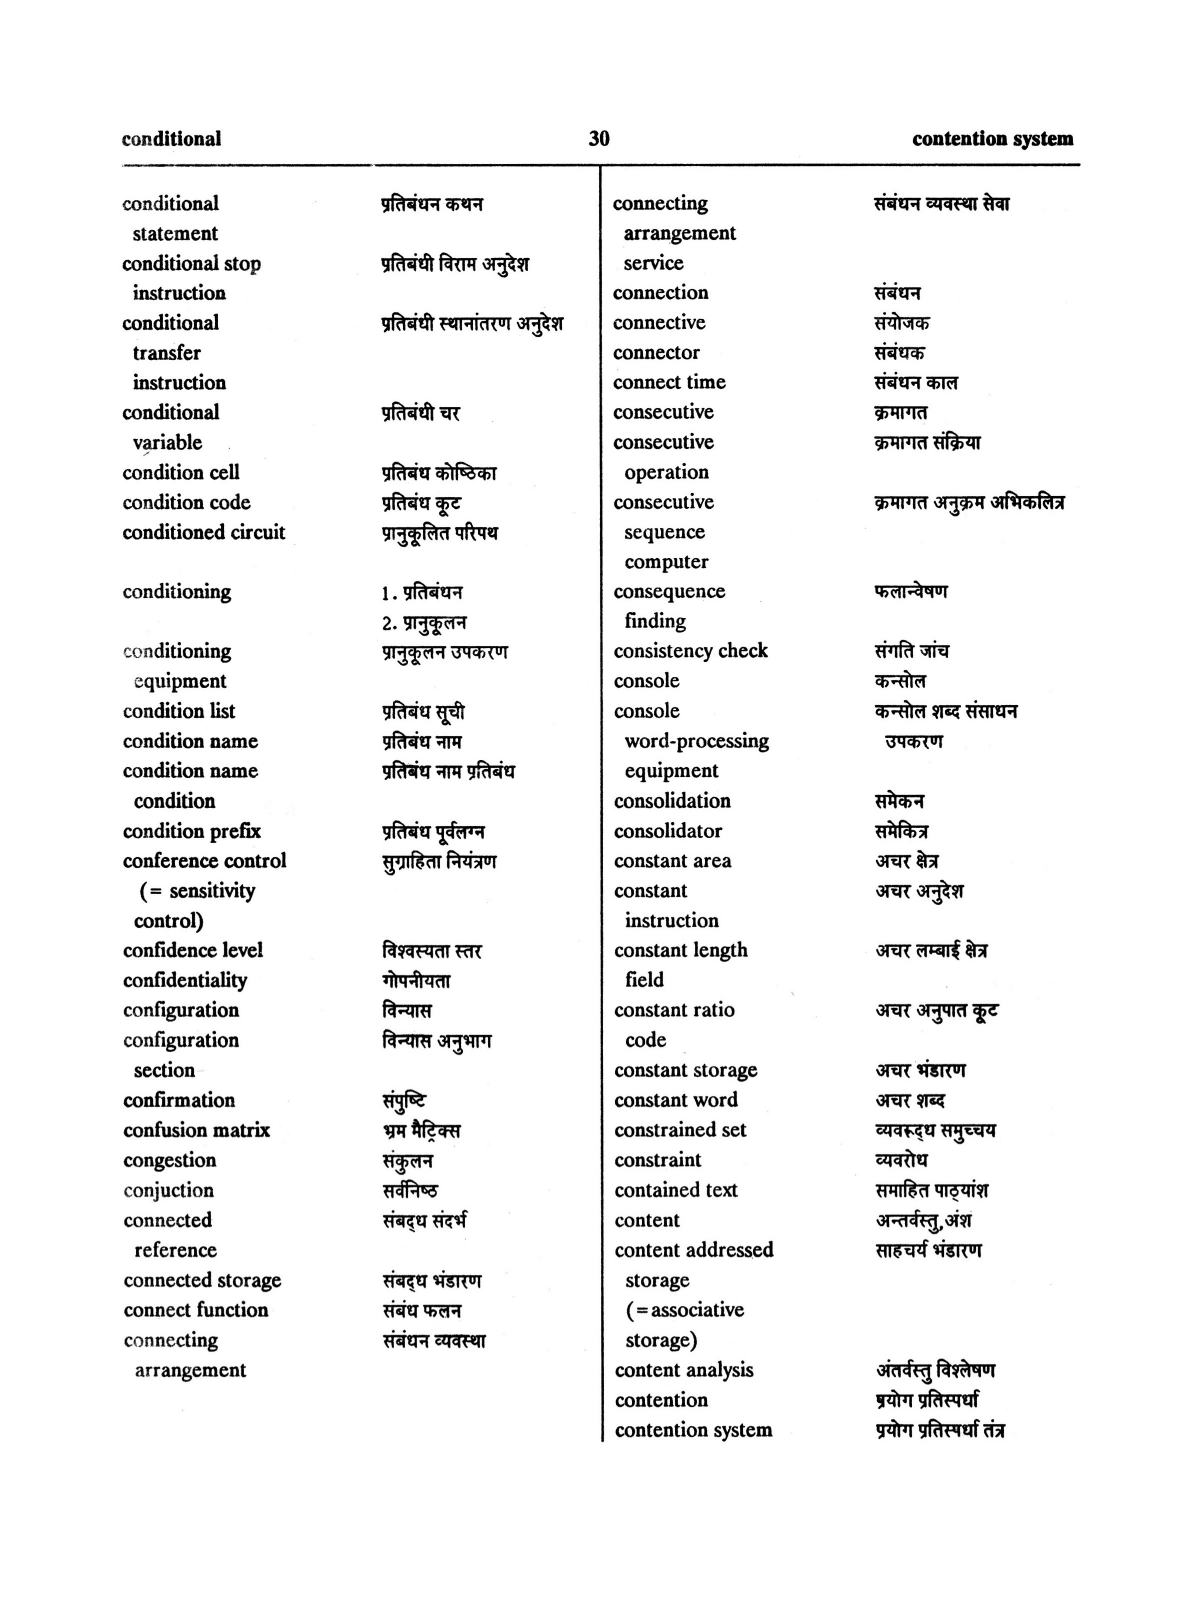 conditional 30 contention system
conditional प्रतिबंधन कथन
statement
conditional stop प्रतिबंधी विराम अनुदेश
instruction
conditional प्रतिबंधी स्थानांतरण अनुदेश
transfer
instruction
conditional प्रतिबंधी चर
variable
condition cell प्रतिबंध कोष्ठिका
condition code प्रतिबंध कूट
conditioned circuit प्रानुकूलित परिपथ
conditioning 1. प्रतिबंधन
2. प्रानुकूलन
conditioning प्रानुकूलन उपकरण
equipment
condition list प्रतिबंध सूची
condition name प्रतिबंध नाम
condition name प्रतिबंध नाम प्रतिबंध
condition
condition prefix प्रतिबंध पूर्वलग्न
conference control सुग्राहिता नियंत्रण
(= sensitivity
control)
confidence level विश्वस्यता स्तर
confidentiality गोपनीयता
configuration विन्यास
configuration विन्यास अनुभाग
section
confirmation संपुष्टि
confusion matrix भ्रम मैट्रिक्स
congestion संकुलन
conjuction सर्वनिष्ठ
connected संबद्ध संदर्भ
reference
connected storage संबद्ध भंडारण
connect function संबंध फलन
connecting संबंधन व्यवस्था
arrangement
connecting संबंधन व्यवस्था सेवा
arrangement
service
connection संबंधन
connective संयोजक
connector संबंधक
connect time संबंधन काल
consecutive क्रमागत
consecutive क्रमागत संक्रिया
operation
consecutive क्रमागत अनुक्रम अभिकलित्र
sequence
computer
consequence फलान्वेषण
finding
consistency check संगति जांच
console कन्सोल
console कन्सोल शब्द संसाधन
word-processing उपकरण
equipment
consolidation समेकन
consolidator समेकित्र
constant area अचर क्षेत्र
constant अचर अनुदेश
instruction
constant length अचर लम्बाई क्षेत्र
field
constant ratio अचर अनुपात कूट
code
constant storage अचर भंडारण
constant word अचर शब्द
constrained set व्यवरूद्ध समुच्चय
constraint व्यवरोध
contained text समाहित पाठ्यांश
content अन्तर्वस्तु,अंश
content addressed साहचर्य भंडारण
storage
(=associative
storage)
content analysis अंतर्वस्तु विश्लेषण
contention प्रयोग प्रतिस्पर्धा
contention system प्रयोग प्रतिस्पर्धा तंत्र